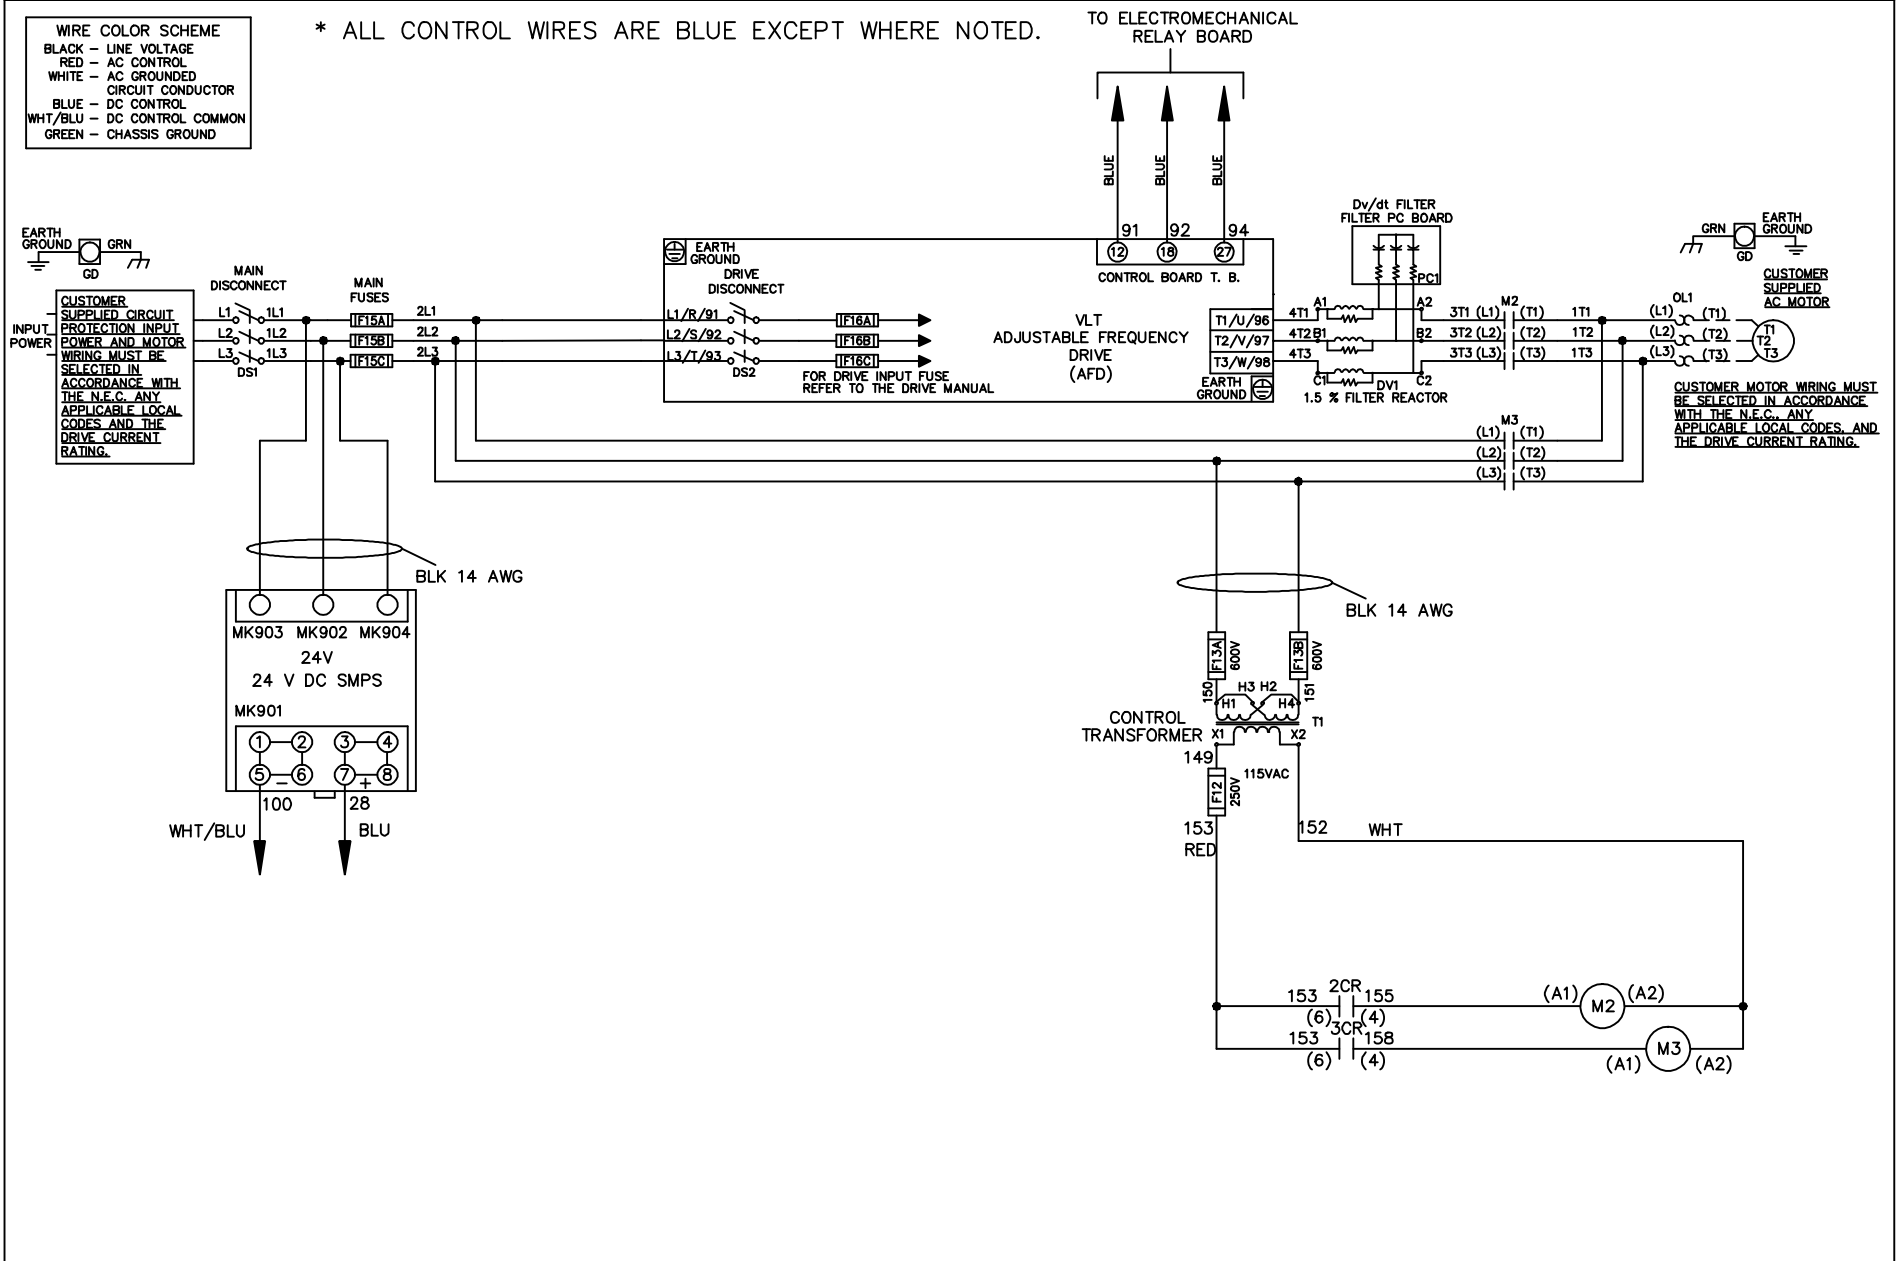 WIRE COLOR SCHEME
BLACK – LINE VOLTAGE
RED – AC CONTROL
WHITE – AC GROUNDED
CIRCUIT CONDUCTOR
BLUE – DC CONTROL
WHT/BLU – DC CONTROL COMMON
GREEN – CHASSIS GROUND
* ALL CONTROL WIRES ARE BLUE EXCEPT WHERE NOTED.
TO ELECTROMECHANICAL
RELAY BOARD
BLUE
BLUE
BLUE
91
92
94
12
18
27
CONTROL BOARD T. B.
EARTH
GROUND
GRN
GD
INPUT
POWER
CUSTOMER
SUPPLIED CIRCUIT
PROTECTION INPUT
POWER AND MOTOR
WIRING MUST BE
SELECTED IN
ACCORDANCE WITH
THE N.E.C. ANY
APPLICABLE LOCAL
CODES AND THE
DRIVE CURRENT
RATING.
MAIN
DISCONNECT
L1 1L1
L2 1L2
L3 1L3
DS1
MAIN
FUSES
F15A
F15B
F15C
2L1
2L2
2L3
EARTH
GROUND
DRIVE
DISCONNECT
L1/R/91
L2/S/92
L3/T/93
DS2
F16A
F16B
F16C
FOR DRIVE INPUT FUSE
REFER TO THE DRIVE MANUAL
VLT
ADJUSTABLE FREQUENCY
DRIVE
(AFD)
T1/U/96
T2/V/97
T3/W/98
EARTH
GROUND
4T1
4T2
4T3
Dv/dt FILTER
FILTER PC BOARD
PC1
A1 A2
B1 B2
C1 C2
DV1
1.5 % FILTER REACTOR
M2
3T1 (L1) (T1) 1T1
3T2 (L2) (T2) 1T2
3T3 (L3) (T3) 1T3
OL1
(L1) (T1)
(L2) (T2)
(L3) (T3)
T1
T2
T3
GRN
EARTH
GROUND
GD
CUSTOMER
SUPPLIED
AC MOTOR
CUSTOMER MOTOR WIRING MUST
BE SELECTED IN ACCORDANCE
WITH THE N.E.C., ANY
APPLICABLE LOCAL CODES, AND
THE DRIVE CURRENT RATING.
M3
(L1) (T1)
(L2) (T2)
(L3) (T3)
BLK 14 AWG
MK903 MK902 MK904
24V
24 V DC SMPS
MK901
1 2 3 4
5 – 6 7 + 8
100
28
WHT/BLU
BLU
BLK 14 AWG
F13A
600V
F13B
600V
150
151
H3 H2
H1
H4
T1
CONTROL
TRANSFORMER
X1
X2
149
115VAC
F12
250V
153
RED
152
WHT
2CR
153 155
(6) (4)
(A1) M2 (A2)
3CR
153 158
(6) (4)
(A1) M3 (A2)